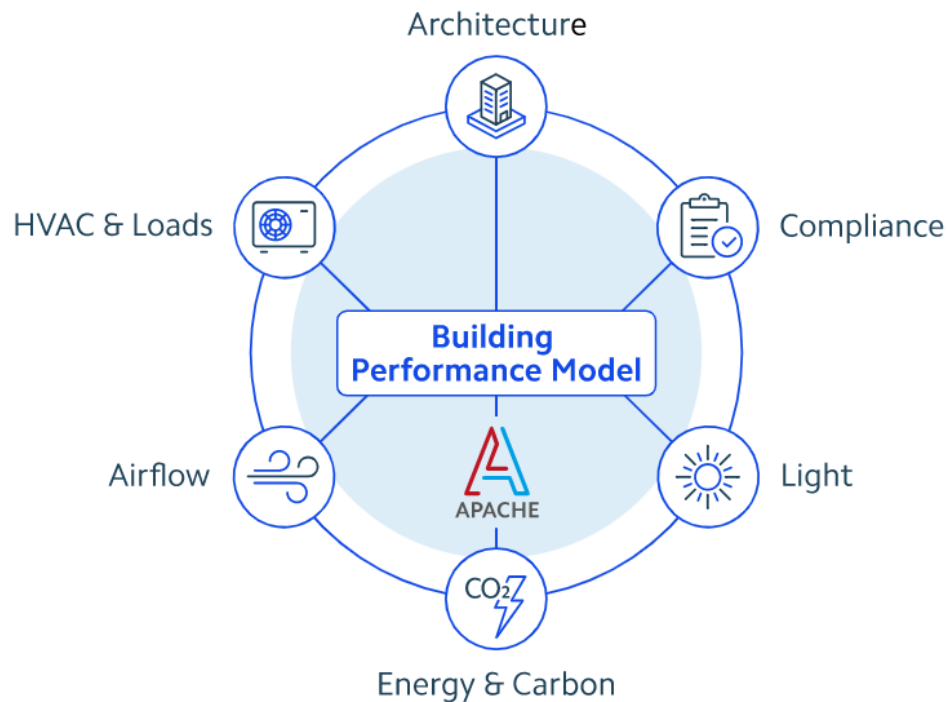 Architecture
HVAC & Loads
Compliance
Building
Performance Model
Airflow
Light
APACHE
CO₂
Energy & Carbon